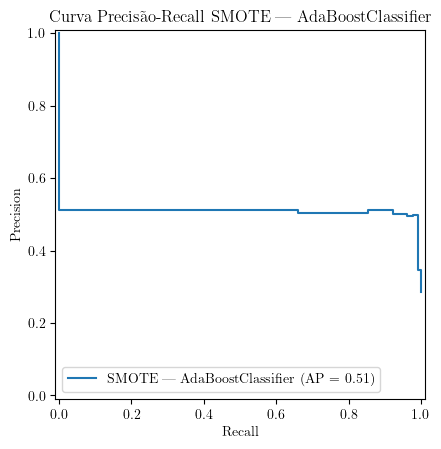 Curva Precisão-Recall SMOTE — AdaBoostClassifier
1.0
0.8
0.6
0.4
0.2
0.0
Precision
SMOTE — AdaBoostClassifier (AP = 0.51)
0.0 0.2 0.4 0.6 0.8 1.0
Recall